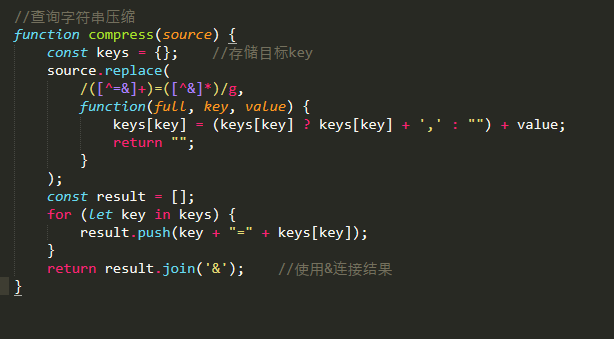 //查询字符串压缩
function compress(source) {
    const keys = {};    //存储目标key
    source.replace(
        /([^=&]+)=([^&]*)/g,
        function(full, key, value) {
            keys[key] = (keys[key] ? keys[key] + ',' : "") + value;
            return "";
        }
    );
    const result = [];
    for (let key in keys) {
        result.push(key + "=" + keys[key]);
    }
    return result.join('&');    //使用&连接结果
}